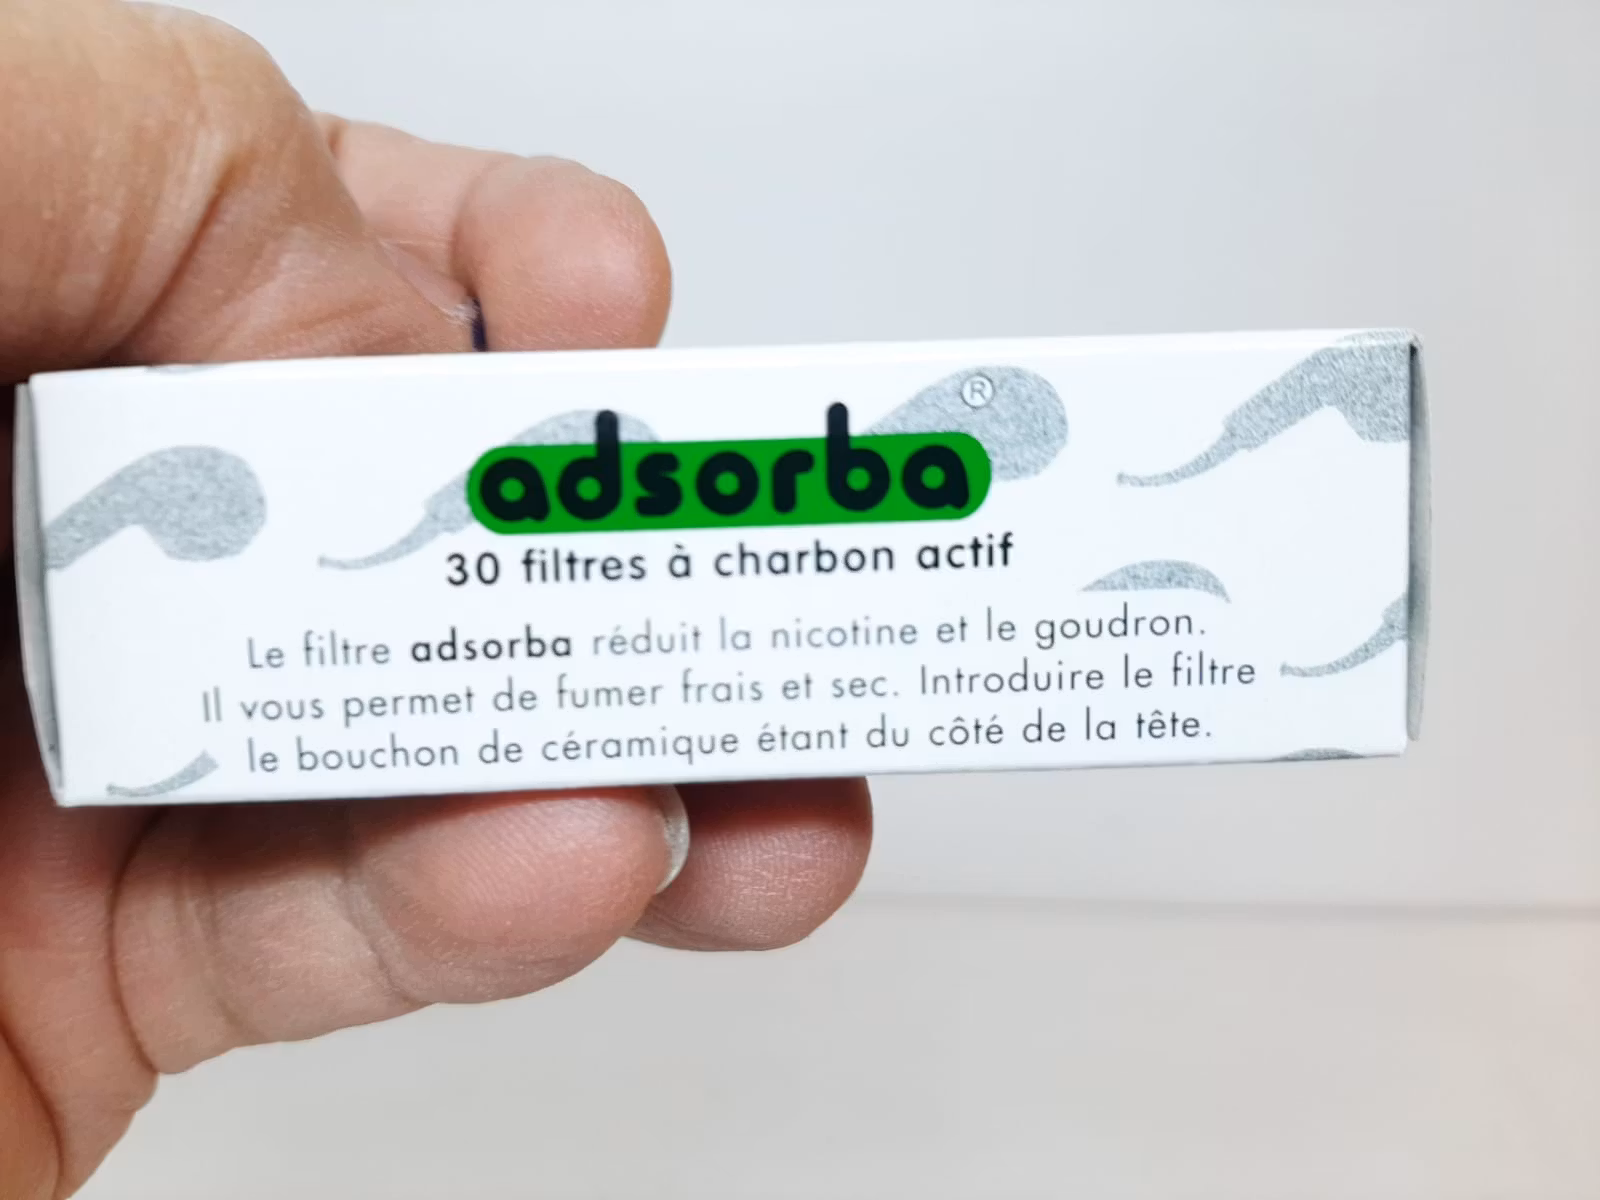 adsorba®
30 filtres à charbon actif
Le filtre adsorba réduit la nicotine et le goudron.
Il vous permet de fumer frais et sec. Introduire le filtre
le bouchon de céramique étant du côté de la tête.